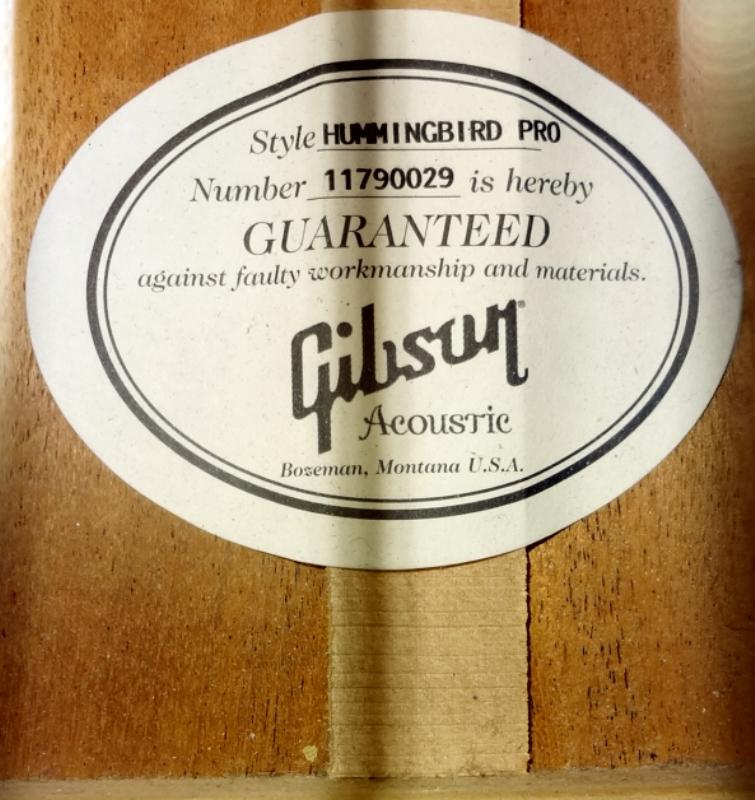 Style HUMMINGBIRD PRO
Number 11790029 is hereby
GUARANTEED
against faulty workmanship and materials.
Gibson®
Acoustic
Bozeman, Montana U.S.A.